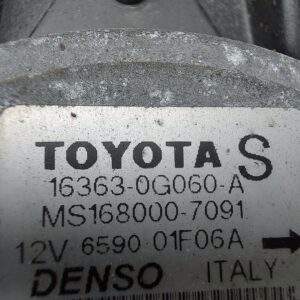 TOYOTA S
16363-0G060-A
MS168000-7091
12V 6590 01F06A
DENSO ITALY